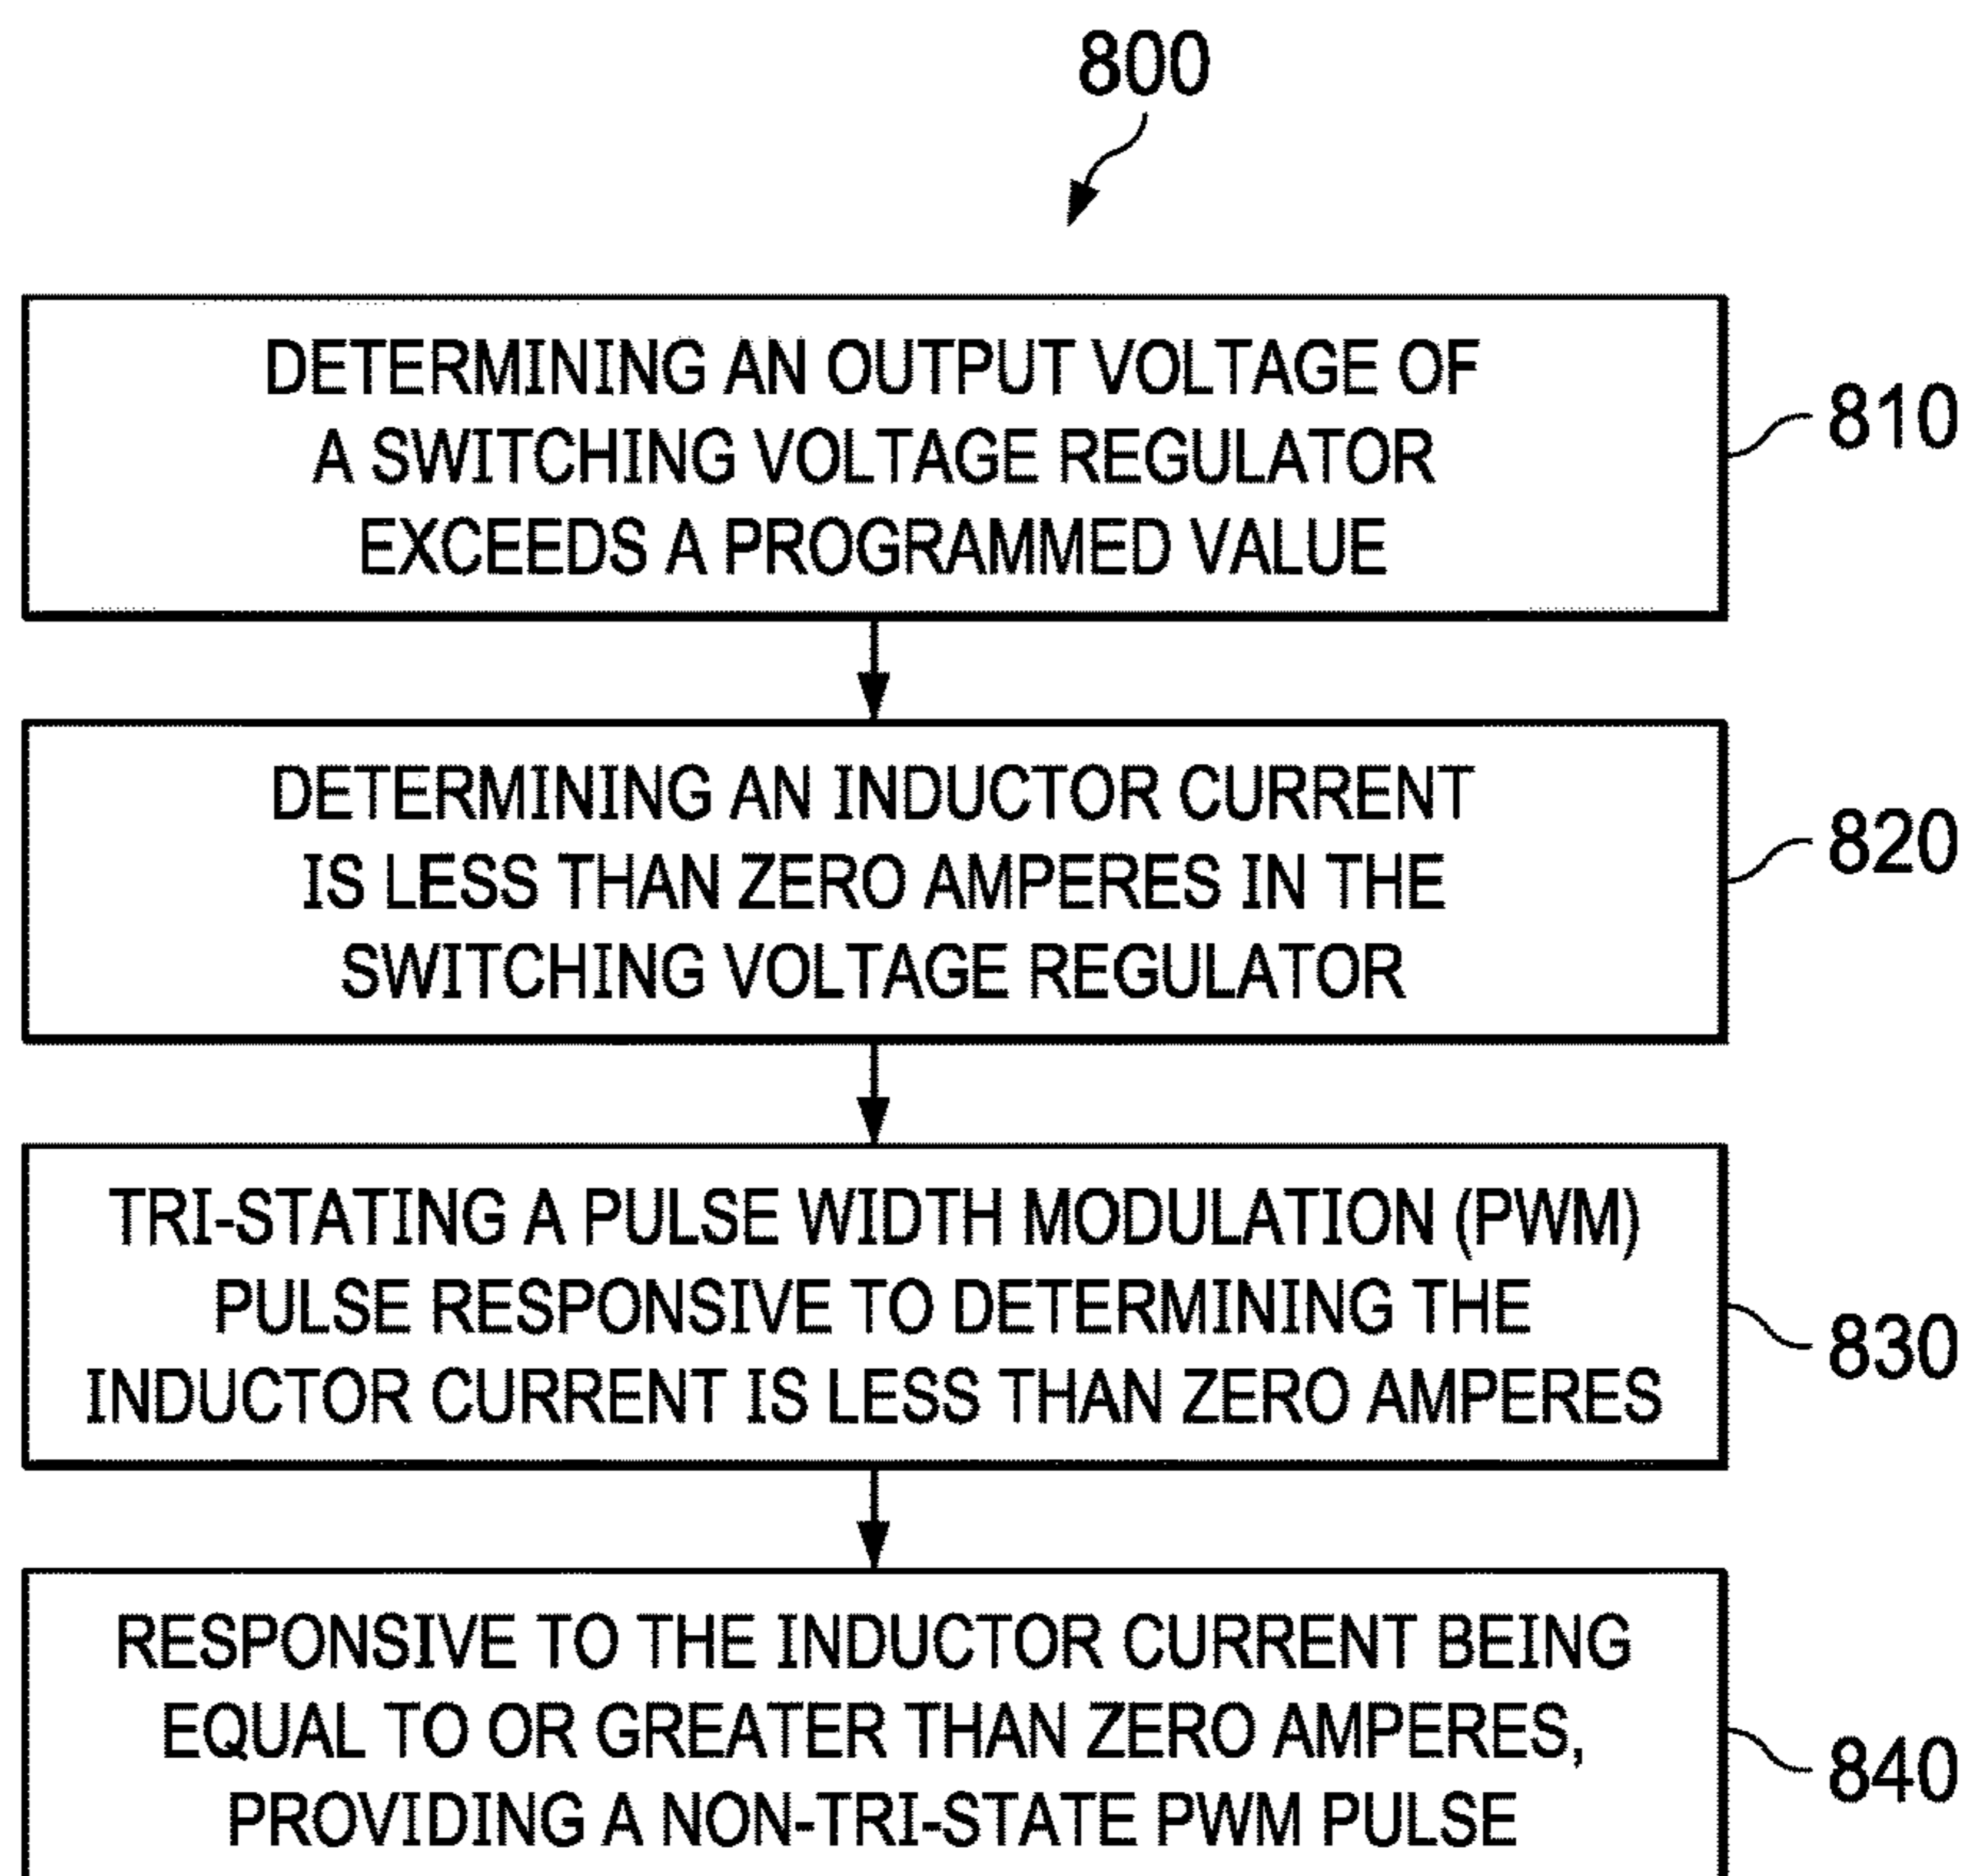 800
DETERMINING AN OUTPUT VOLTAGE OF
A SWITCHING VOLTAGE REGULATOR
EXCEEDS A PROGRAMMED VALUE
810
DETERMINING AN INDUCTOR CURRENT
IS LESS THAN ZERO AMPERES IN THE
SWITCHING VOLTAGE REGULATOR
820
TRI-STATING A PULSE WIDTH MODULATION (PWM)
PULSE RESPONSIVE TO DETERMINING THE
INDUCTOR CURRENT IS LESS THAN ZERO AMPERES
830
RESPONSIVE TO THE INDUCTOR CURRENT BEING
EQUAL TO OR GREATER THAN ZERO AMPERES,
PROVIDING A NON-TRI-STATE PWM PULSE
840